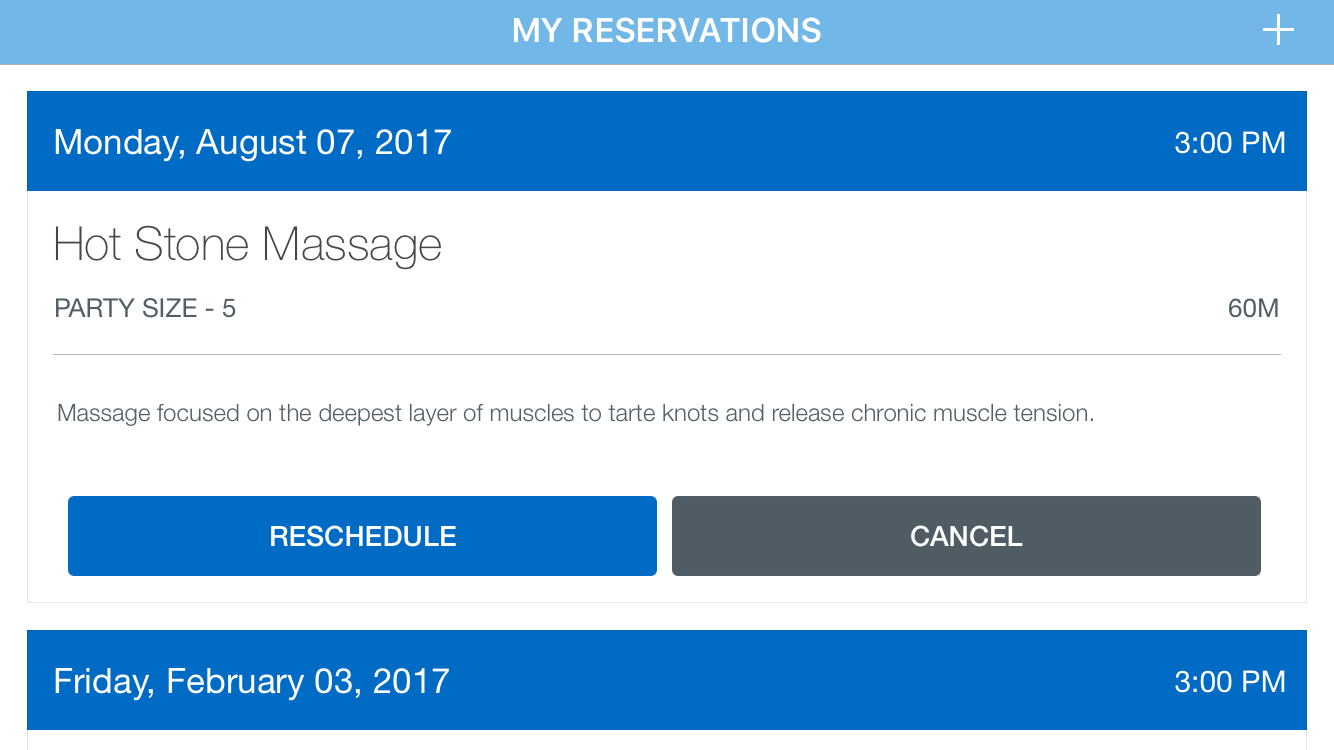 MY RESERVATIONS
Monday, August 07, 2017 3:00 PM
Hot Stone Massage
PARTY SIZE - 5 60M
Massage focused on the deepest layer of muscles to tarte knots and release chronic muscle tension.
RESCHEDULE CANCEL
Friday, February 03, 2017 3:00 PM